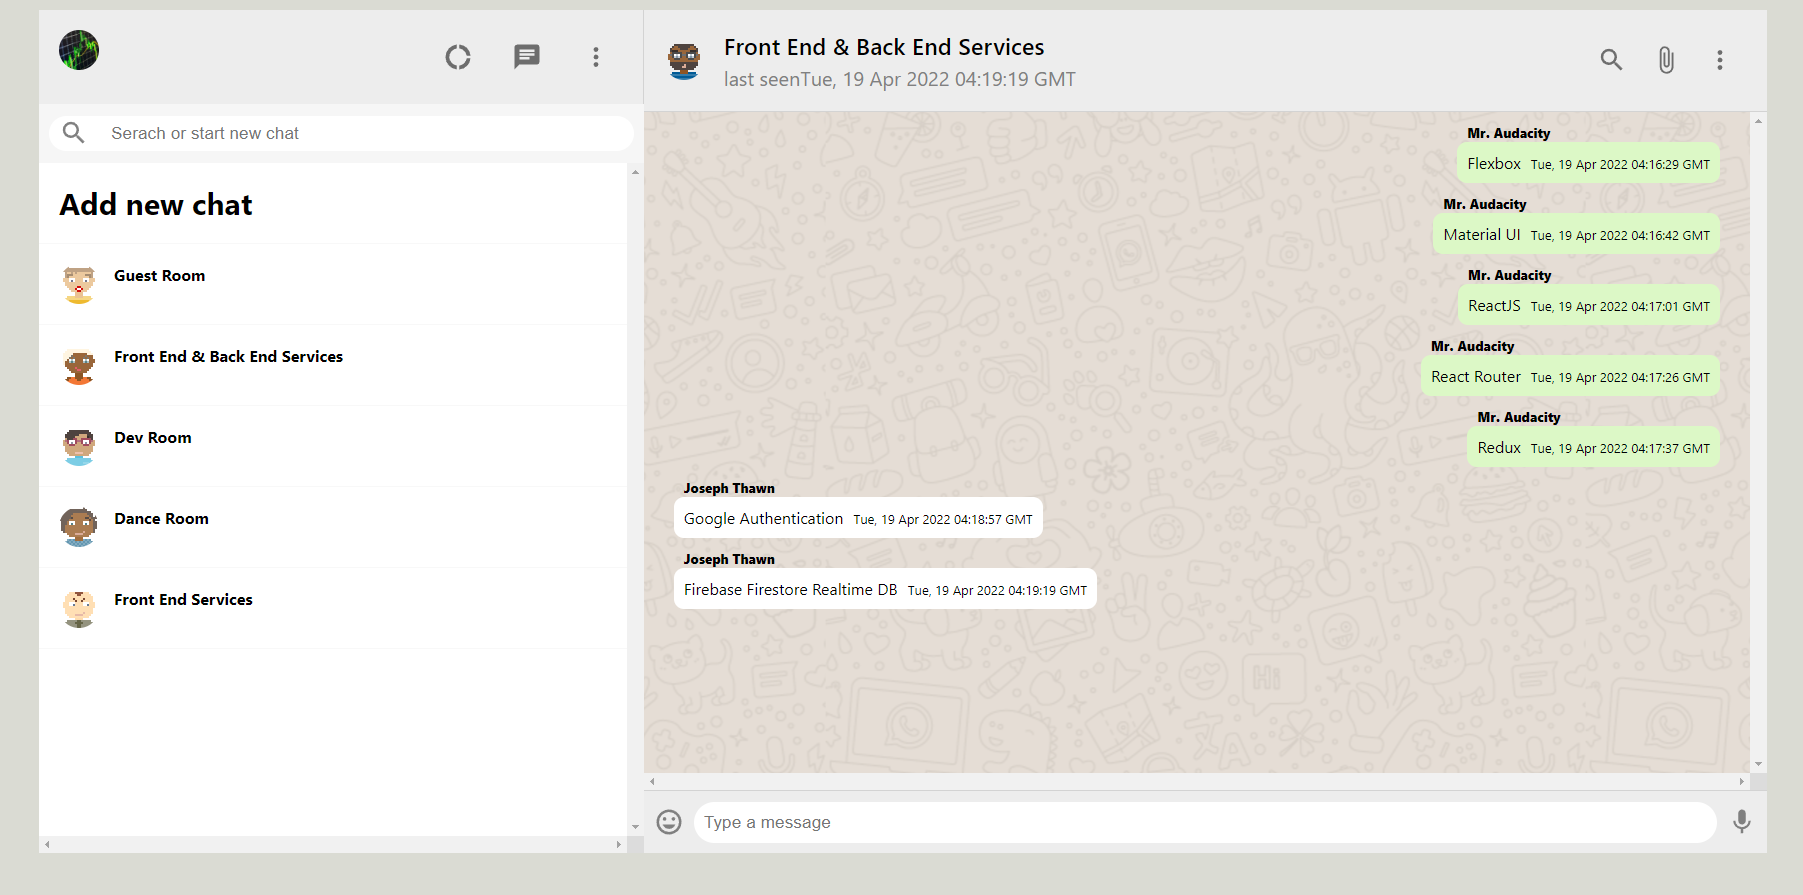 Serach or start new chat
Add new chat
Guest Room
Front End & Back End Services
Dev Room
Dance Room
Front End Services
Front End & Back End Services
last seenTue, 19 Apr 2022 04:19:19 GMT
Mr. Audacity
Flexbox Tue, 19 Apr 2022 04:16:29 GMT
Mr. Audacity
Material UI Tue, 19 Apr 2022 04:16:42 GMT
Mr. Audacity
ReactJS Tue, 19 Apr 2022 04:17:01 GMT
Mr. Audacity
React Router Tue, 19 Apr 2022 04:17:26 GMT
Mr. Audacity
Redux Tue, 19 Apr 2022 04:17:37 GMT
Joseph Thawn
Google Authentication Tue, 19 Apr 2022 04:18:57 GMT
Joseph Thawn
Firebase Firestore Realtime DB Tue, 19 Apr 2022 04:19:19 GMT
Hi
XA
Type a message